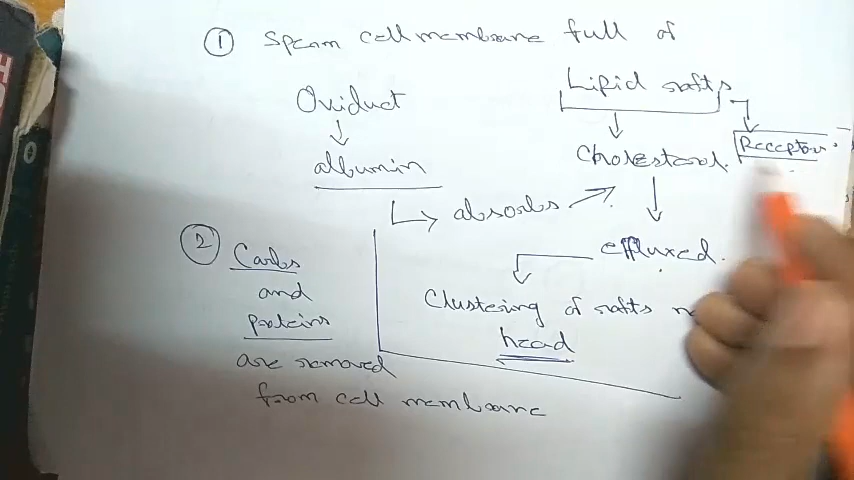 ① Sperm cell membrane full of
Lipid rafts
Oviduct
albumin
Cholesterol.
Receptor.
absorbs
effluxed.
Clustering of rafts
head
② Carbs
and
proteins
are removed
from cell membrane